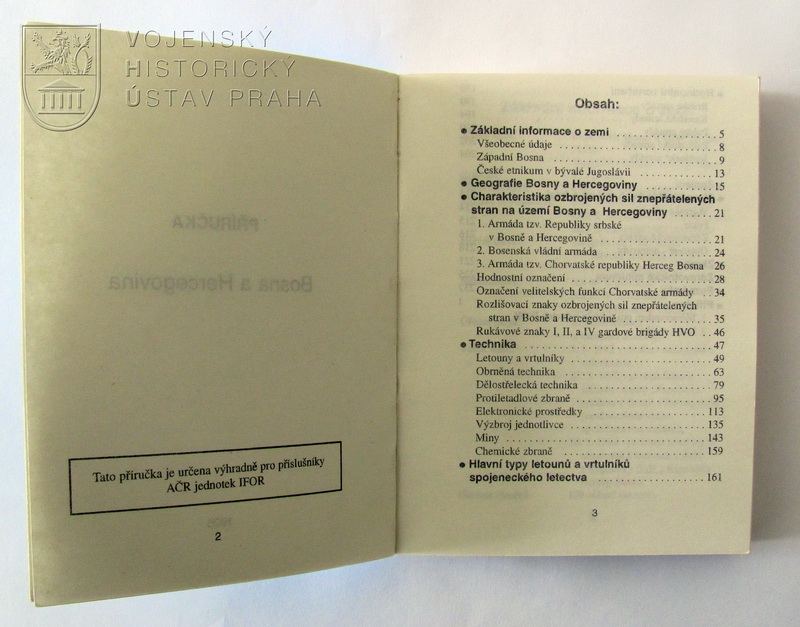 VOJENSKÝ
HISTORICKÝ
ÚSTAV PRAHA
PŘÍRUČKA
Bosna a Hercegovina
Tato příručka je určena výhradně pro příslušníky
AČR jednotek IFOR
2
Obsah:
● Základní informace o zemi . . . . . . . . . . . . . . . 5
Všeobecné údaje . . . . . . . . . . . . . . . . . . . . . . . 8
Západní Bosna . . . . . . . . . . . . . . . . . . . . . . . . 9
České etnikum v bývalé Jugoslávii . . . . . . . . . . . . 13
● Geografie Bosny a Hercegoviny . . . . . . . . . . . 15
● Charakteristika ozbrojených sil znepřátelených
stran na území Bosny a Hercegoviny . . . . . . . 21
1. Armáda tzv. Republiky srbské
v Bosně a Hercegovině . . . . . . . . . . . . . . . . . 21
2. Bosenská vládní armáda . . . . . . . . . . . . . . . . . 24
3. Armáda tzv. Chorvatské republiky Herceg Bosna 26
Hodnostní označení . . . . . . . . . . . . . . . . . . . . . 28
Označení velitelských funkcí Chorvatské armády . . 34
Rozlišovací znaky ozbrojených sil znepřátelených
stran v Bosně a Hercegovině . . . . . . . . . . . . . . 35
Rukávové znaky I, II, a IV gardové brigády HVO . . 46
● Technika . . . . . . . . . . . . . . . . . . . . . . . . . . . . 47
Letouny a vrtulníky . . . . . . . . . . . . . . . . . . . . . 49
Obrněná technika . . . . . . . . . . . . . . . . . . . . . . 63
Dělostřelecká technika . . . . . . . . . . . . . . . . . . . 79
Protiletadlové zbraně . . . . . . . . . . . . . . . . . . . . 95
Elektronické prostředky . . . . . . . . . . . . . . . . . . 113
Výzbroj jednotlivce . . . . . . . . . . . . . . . . . . . . . 135
Miny . . . . . . . . . . . . . . . . . . . . . . . . . . . . . . 143
Chemické zbraně . . . . . . . . . . . . . . . . . . . . . . 159
● Hlavní typy letounů a vrtulníků
spojeneckého letectva . . . . . . . . . . . . . . . . . . . 161
3